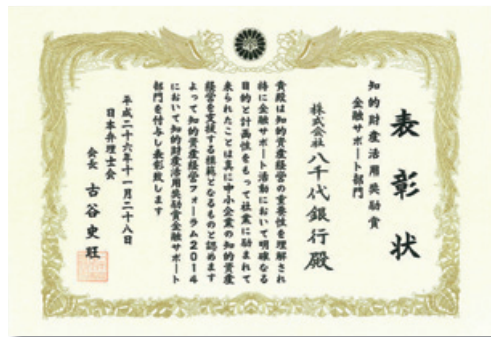 表彰状
知的財産活用奨励賞
金融サポート部門
株式会社 八千代銀行殿
貴殿は知的資産経営の重要性を理解され
特に金融サポート活動において明確なる
目的と計画性をもって社業に励まれて
来られたことは真に中小企業の知的資産
経営を支援する模範となるものと認めます
よって知的資産経営フォーラム2014
において知的財産活用奨励賞金融サポート
部門を付与し表彰致します
平成二十六年十一月二十八日
日本弁理士会
会長 古谷史旺